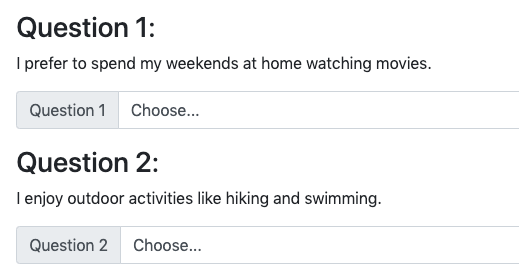 Question 1:
I prefer to spend my weekends at home watching movies.
Question 1 Choose...
Question 2:
I enjoy outdoor activities like hiking and swimming.
Question 2 Choose...